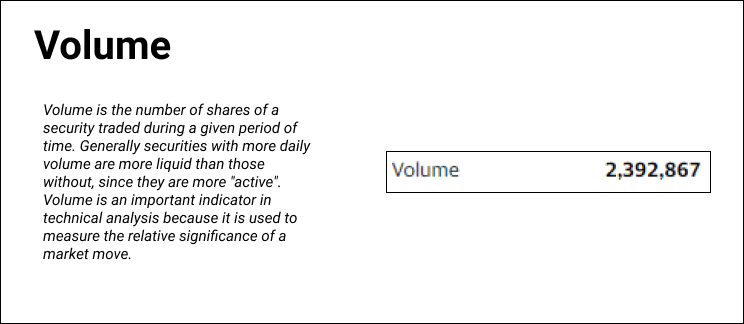 Volume
Volume is the number of shares of a
security traded during a given period of
time. Generally securities with more daily
volume are more liquid than those
without, since they are more "active".
Volume is an important indicator in
technical analysis because it is used to
measure the relative significance of a
market move.
Volume 2,392,867